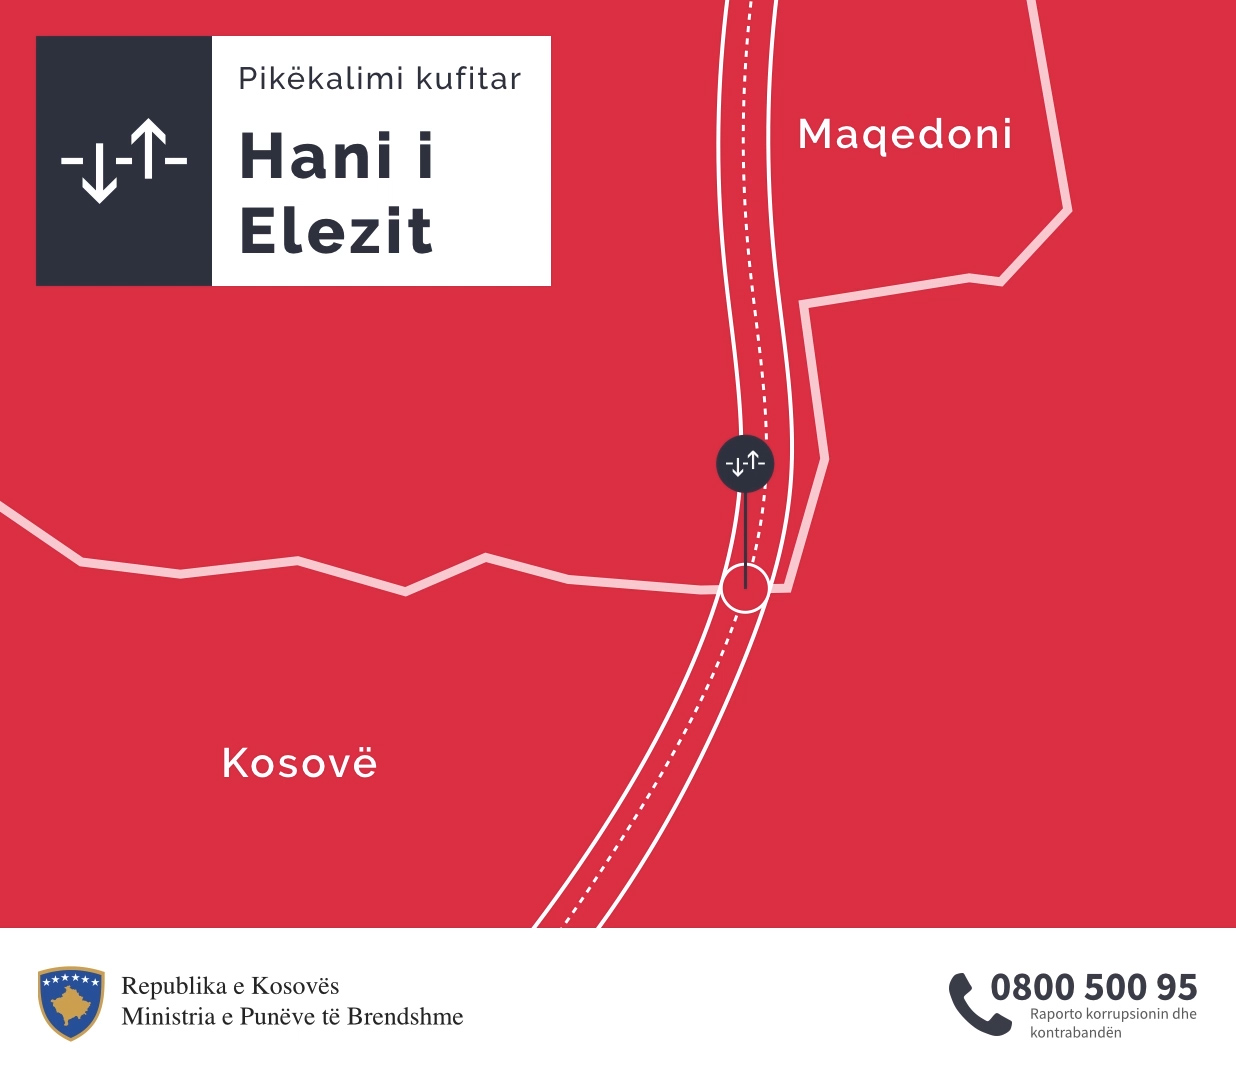 Pikëkalimi kufitar
Hani i
Elezit
Maqedoni
Kosovë
Republika e Kosovës
Ministria e Punëve të Brendshme
0800 500 95
Raporto korrupsionin dhe
kontrabandën